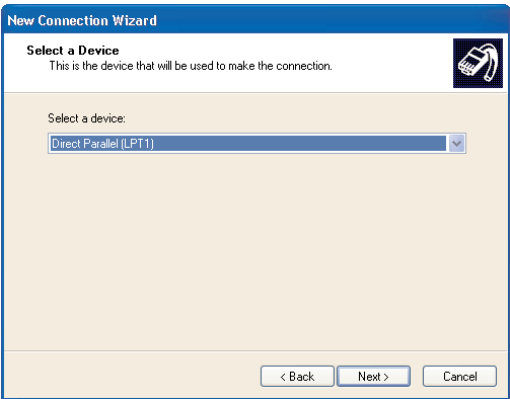 New Connection Wizard
Select a Device
This is the device that will be used to make the connection.
Select a device:
Direct Parallel (LPT1)
< Back Next > Cancel